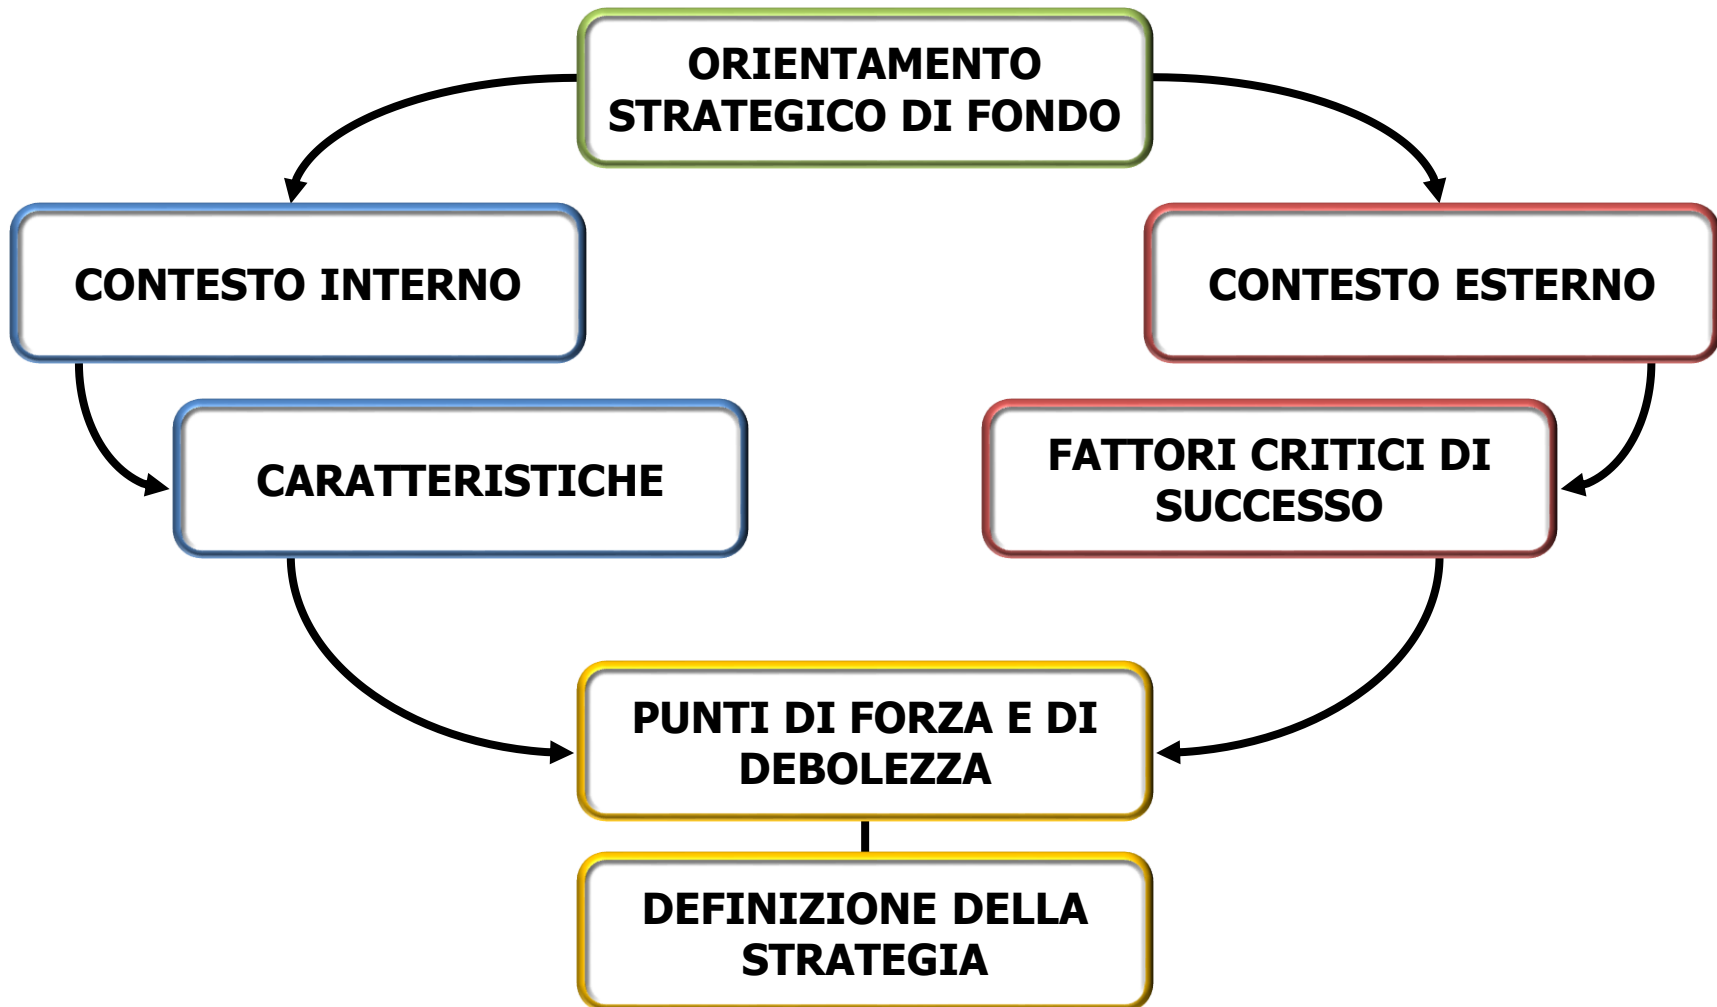 ORIENTAMENTO
STRATEGICO DI FONDO
CONTESTO INTERNO
CONTESTO ESTERNO
CARATTERISTICHE
FATTORI CRITICI DI
SUCCESSO
PUNTI DI FORZA E DI
DEBOLEZZA
DEFINIZIONE DELLA
STRATEGIA